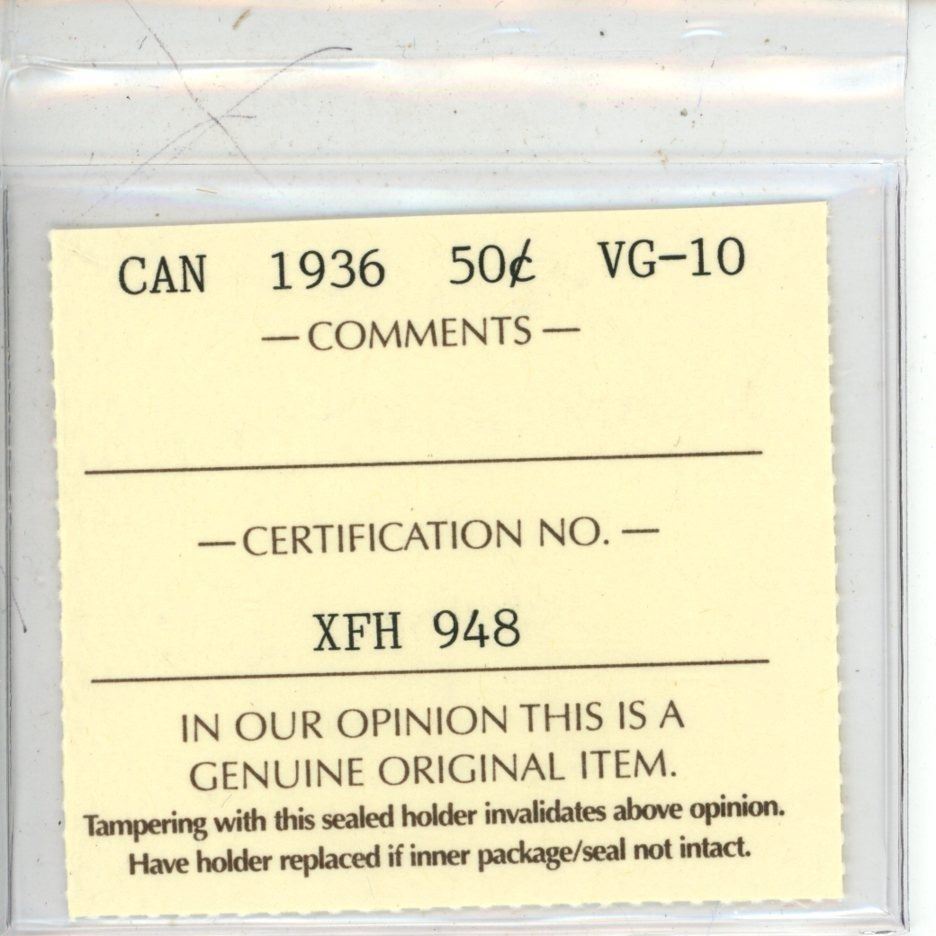 CAN 1936 50¢ VG-10
— COMMENTS —
— CERTIFICATION NO. —
XFH 948
IN OUR OPINION THIS IS A
GENUINE ORIGINAL ITEM.
Tampering with this sealed holder invalidates above opinion.
Have holder replaced if inner package/seal not intact.